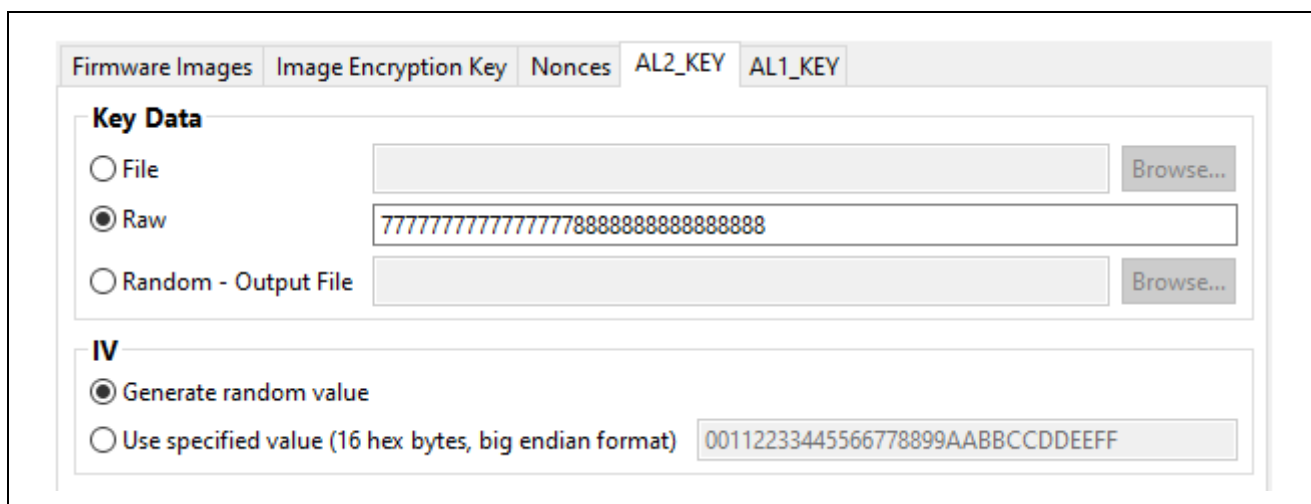 Firmware Images Image Encryption Key Nonces AL2_KEY AL1_KEY
Key Data
File Browse...
Raw 77777777777777778888888888888888
Random - Output File Browse...
IV
Generate random value
Use specified value (16 hex bytes, big endian format) 00112233445566778899AABBCCDDEEFF